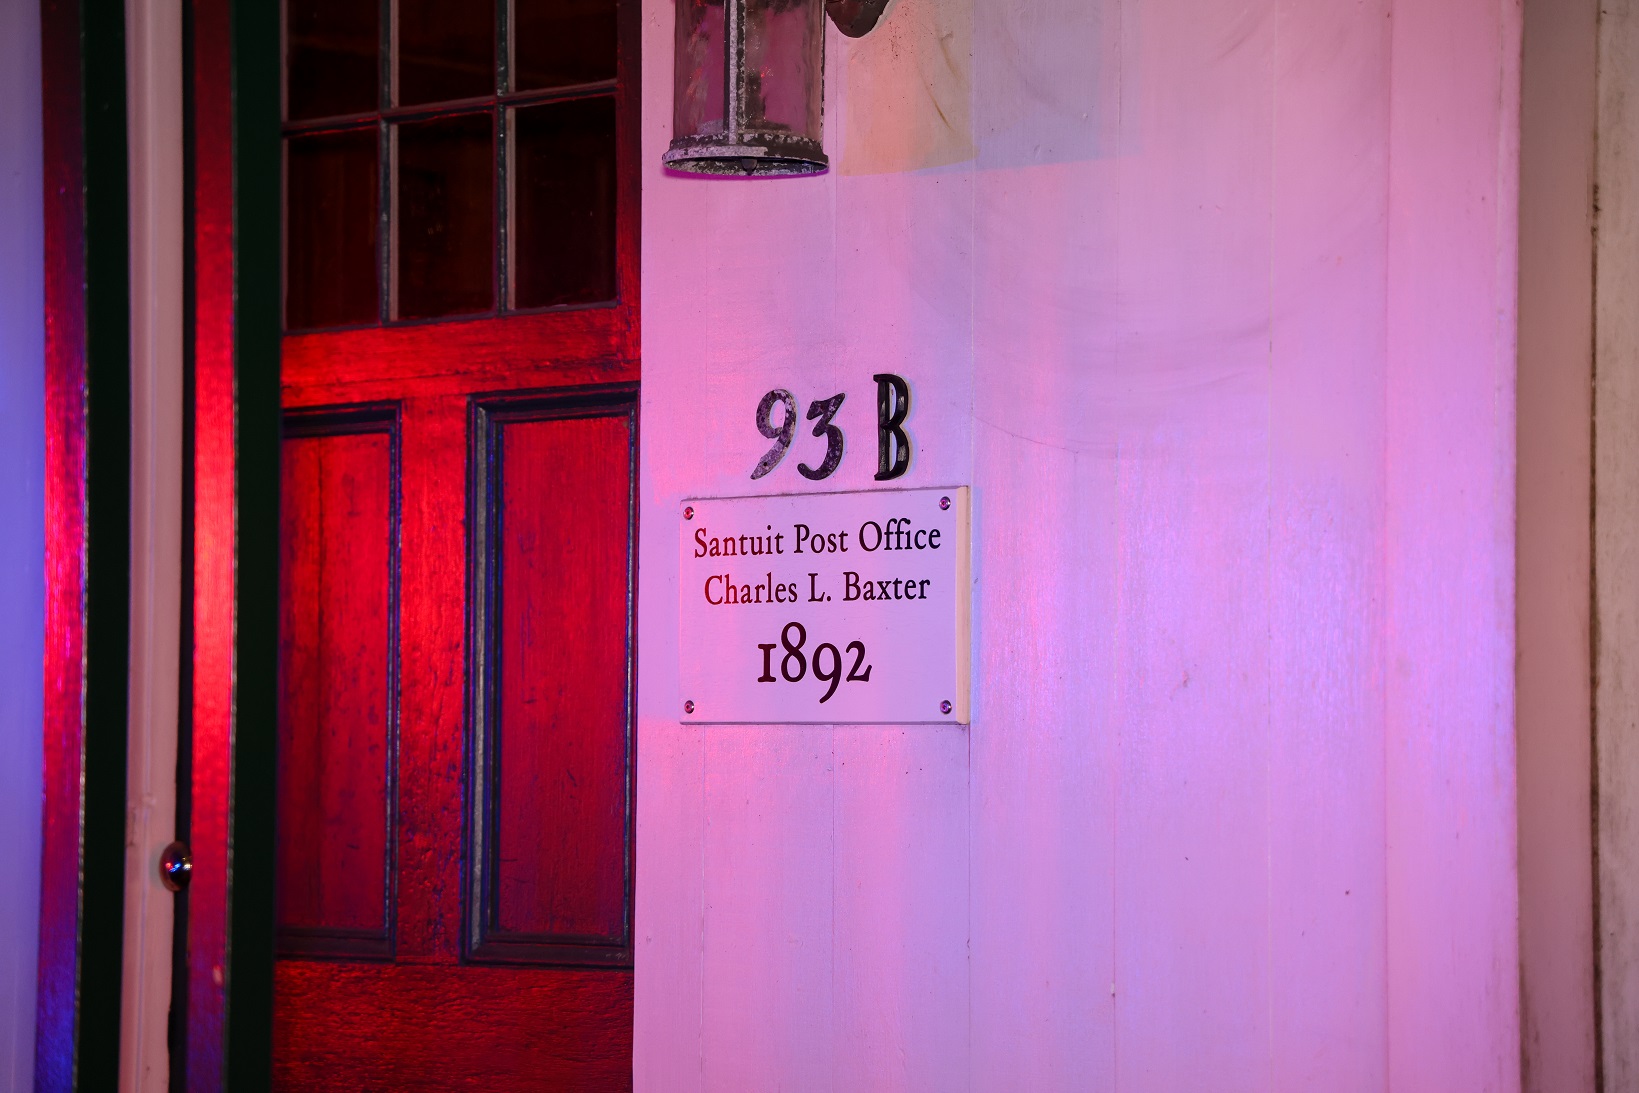 93 B
Santuit Post Office
Charles L. Baxter
1892